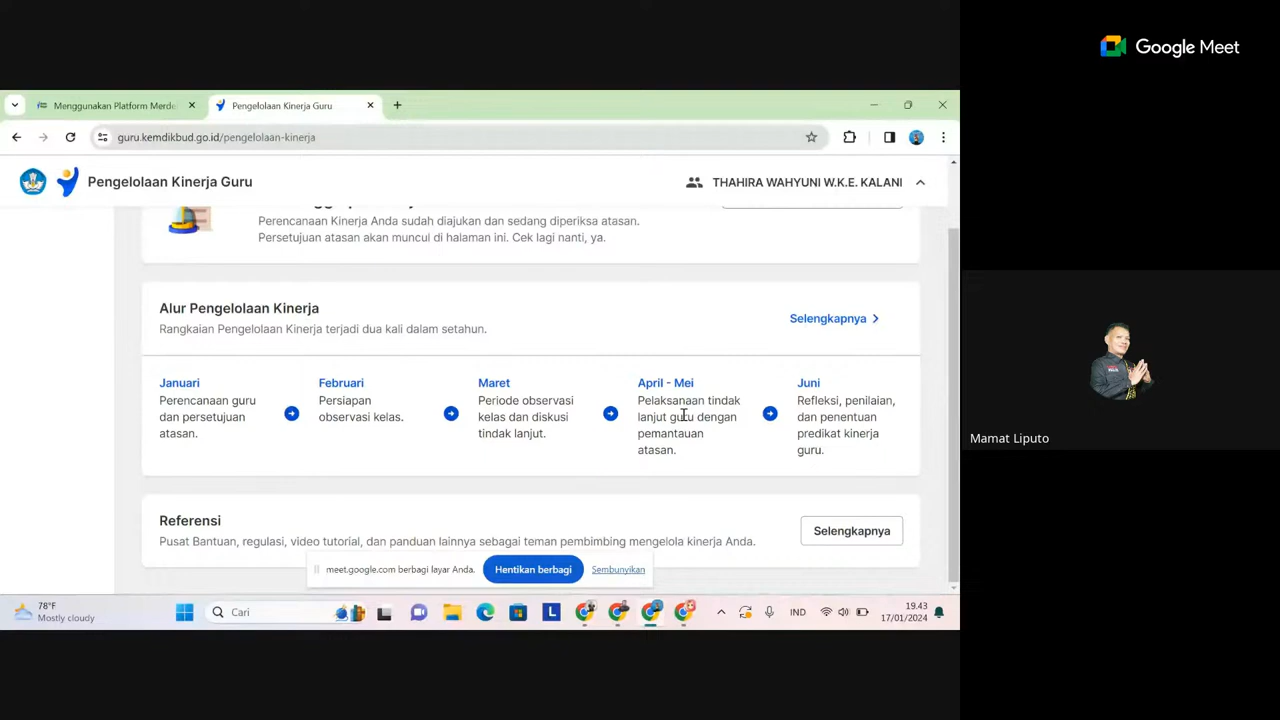 Google Meet
Menggunakan Platform Merde
Pengelolaan Kinerja Guru
guru.kemdikbud.go.id/pengelolaan-kinerja
Pengelolaan Kinerja Guru
THAHIRA WAHYUNI W.K.E. KALANI
Perencanaan Kinerja Anda sudah diajukan dan sedang diperiksa atasan.
Persetujuan atasan akan muncul di halaman ini. Cek lagi nanti, ya.
Alur Pengelolaan Kinerja
Rangkaian Pengelolaan Kinerja terjadi dua kali dalam setahun.
Selengkapnya
Januari
Perencanaan guru
dan persetujuan
atasan.
Februari
Persiapan
observasi kelas.
Maret
Periode observasi
kelas dan diskusi
tindak lanjut.
April - Mei
Pelaksanaan tindak
lanjut guru dengan
pemantauan
atasan.
Juni
Refleksi, penilaian,
dan penentuan
predikat kinerja
guru.
Mamat Liputo
Referensi
Pusat Bantuan, regulasi, video tutorial, dan panduan lainnya sebagai teman pembimbing mengelola kinerja Anda.
Selengkapnya
meet.google.com berbagi layar Anda.
Hentikan berbagi
Sembunyikan
78°F
Mostly cloudy
Cari
L
IND
19.43
17/01/2024